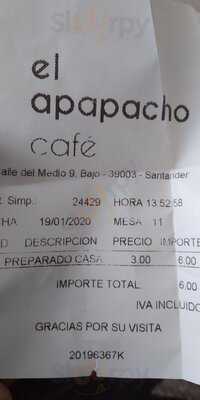 el
apapacho
café
alle del Medio 9, Bajo - 39003 - Santander
. Simp.: 24429 HORA 13:52:58
HA 19/01/2020 MESA 11
D DESCRIPCION PRECIO IMPORTE
PREPARADO CASA 3.00 6.00
IMPORTE TOTAL 6.00
IVA INCLUIDO
GRACIAS POR SU VISITA
20196367K